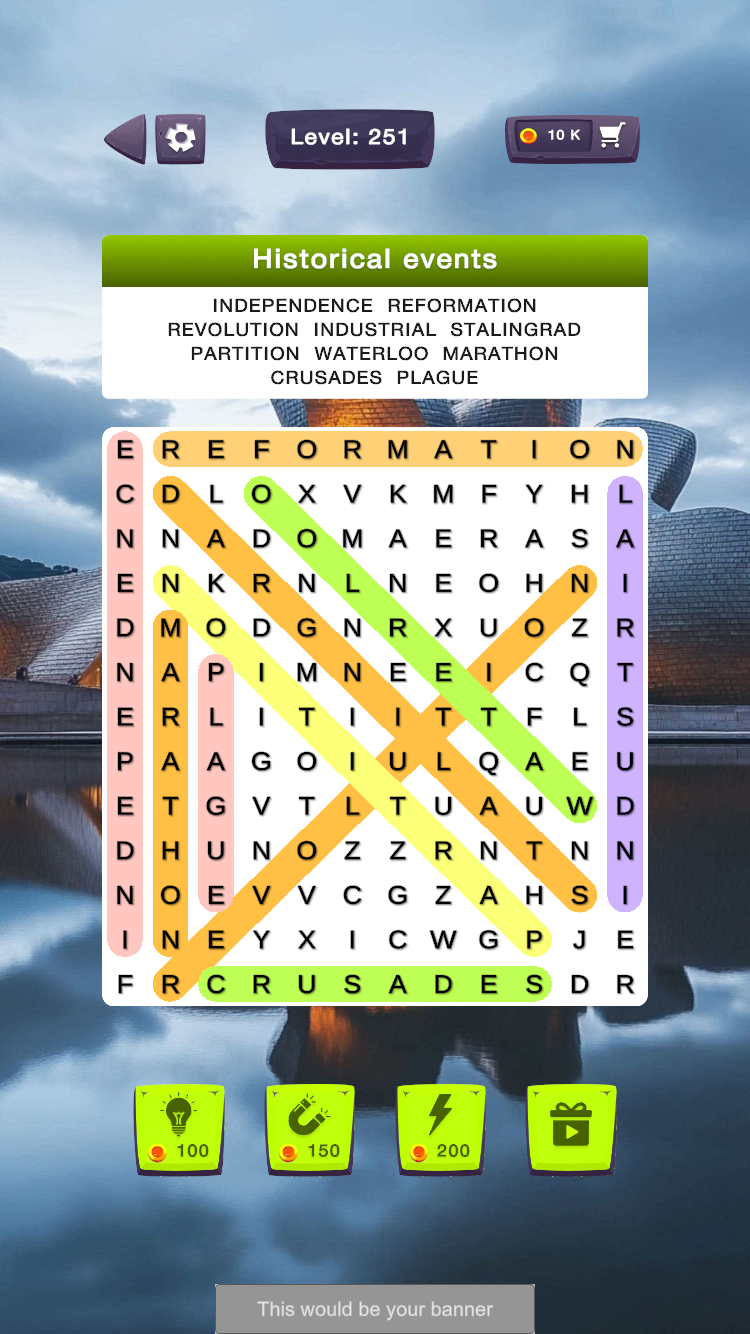 Level: 251
10 K
Historical events
INDEPENDENCE REFORMATION
REVOLUTION INDUSTRIAL STALINGRAD
PARTITION WATERLOO MARATHON
CRUSADES PLAGUE
E R E F O R M A T I O N
C D L O X V K M F Y H L
N N A D O M A E R A S A
E N K R N L N E O H N I
D M O D G N R X U O Z R
N A P I M N E E I C Q T
E R L I T I I T T F L S
P A A G O I U L Q A E U
E T G V T L T U A U W D
D H U N O Z Z R N T N N
N O E V V C G Z A H S I
I N E Y X I C W G P J E
F R C R U S A D E S D R
100 150 200
This would be your banner